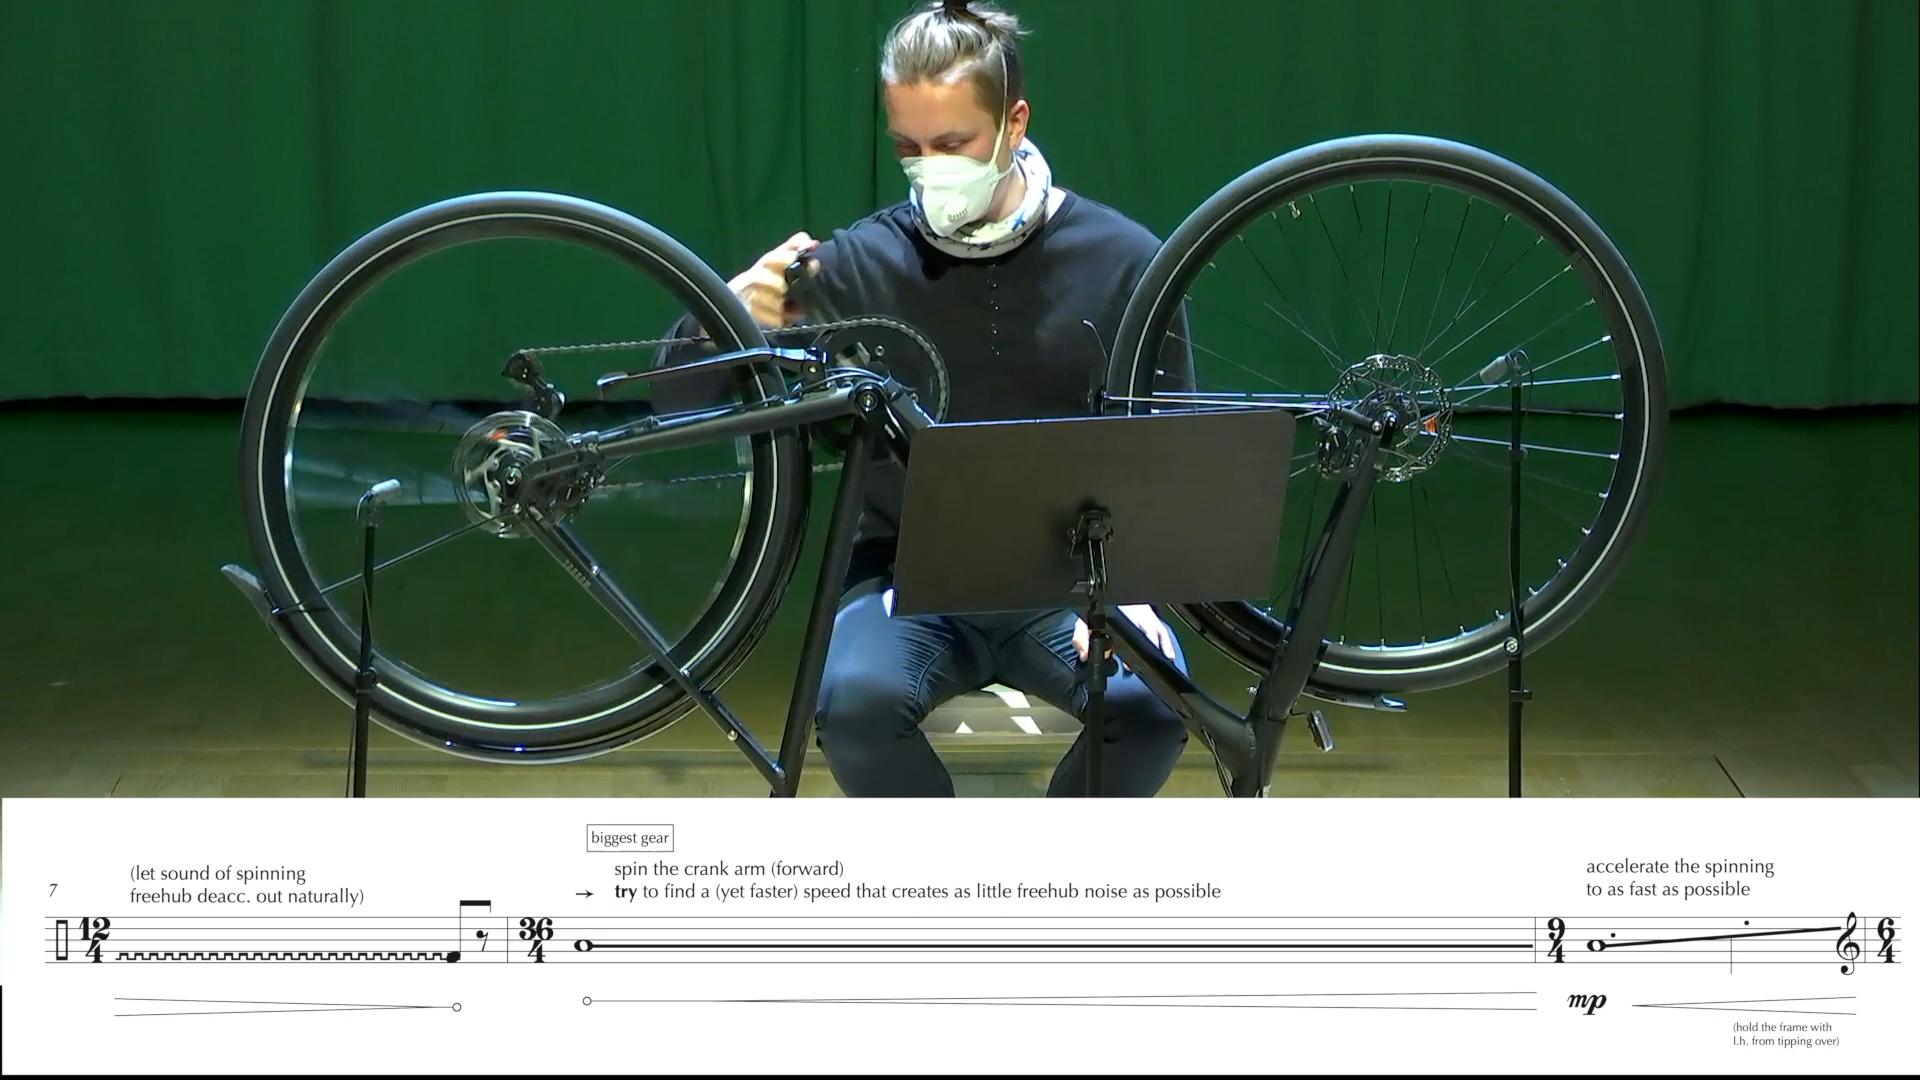 biggest gear
(let sound of spinning
freehub deacc. out naturally)
spin the crank arm (forward)
→ try to find a (yet faster) speed that creates as little freehub noise as possible
accelerate the spinning
to as fast as possible
7
12
4
36
4
9
4
6
4
mp
(hold the frame with
l.h. from tipping over)